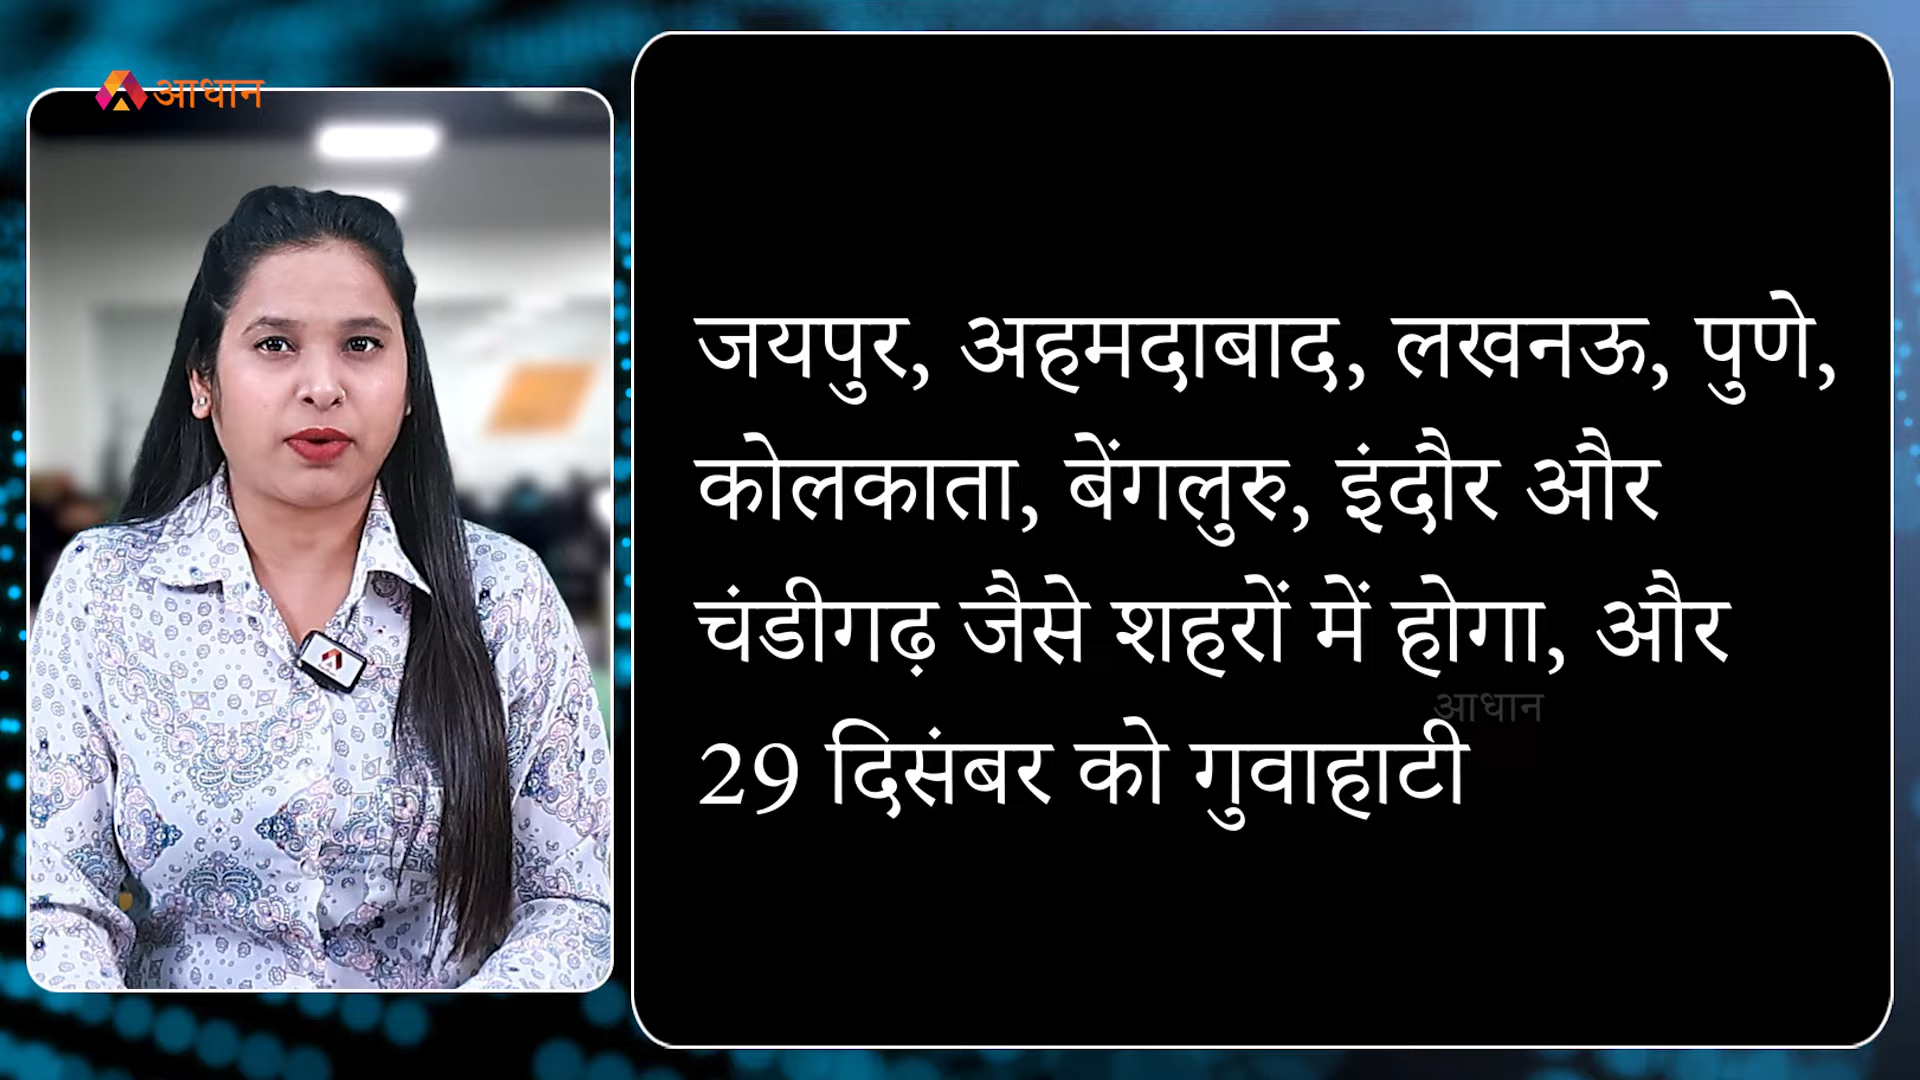 आधान
जयपुर, अहमदाबाद, लखनऊ, पुणे,
कोलकाता, बेंगलुरु, इंदौर और
चंडीगढ़ जैसे शहरों में होगा, और
आधान
29 दिसंबर को गुवाहाटी